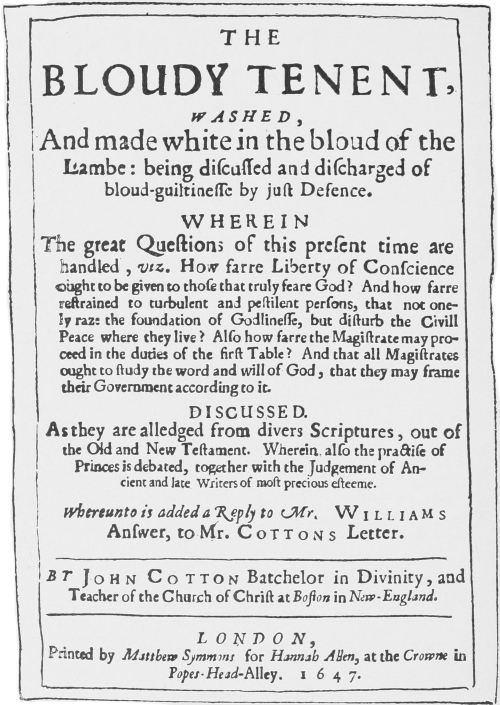 THE
BLOUDY TENENT,
WASHED,
And made white in the bloud of the
Lambe: being diſcuſſed and diſcharged of
bloud-guiltineſſe by juſt Defence.
WHEREIN
The great Queſtions of this preſent time are
handled, viz. How farre Liberty of Conſcience
ought to be given to thoſe that truly feare God? And how farre
reſtrained to turbulent and peſtilent perſons, that not one-
ly raze the foundation of Godlineſſe, but diſturb the Civill
Peace where they live? Alſo how farre the Magiſtrate may pro-
ceed in the duties of the firſt Table? And that all Magiſtrates
ought to ſtudy the word and will of God, that they may frame
their Government according to it.
DISCUSSED.
As they are alledged from divers Scriptures, out of
the Old and New Teſtament. Wherein alſo the practiſe of
Princes is debated, together with the Judgement of An-
cient and late Writers of moſt precious eſteeme.
Whereunto is added a Reply to Mr. WILLIAMS
Anſwer, to Mr. COTTONS Letter.
BY JOHN COTTON Batchelor in Divinity, and
Teacher of the Church of Chriſt at Boſton in New-England.
LONDON,
Printed by Matthew Symmons for Hannah Allen, at the Crowne in
Popes-Head-Alley. 1647.